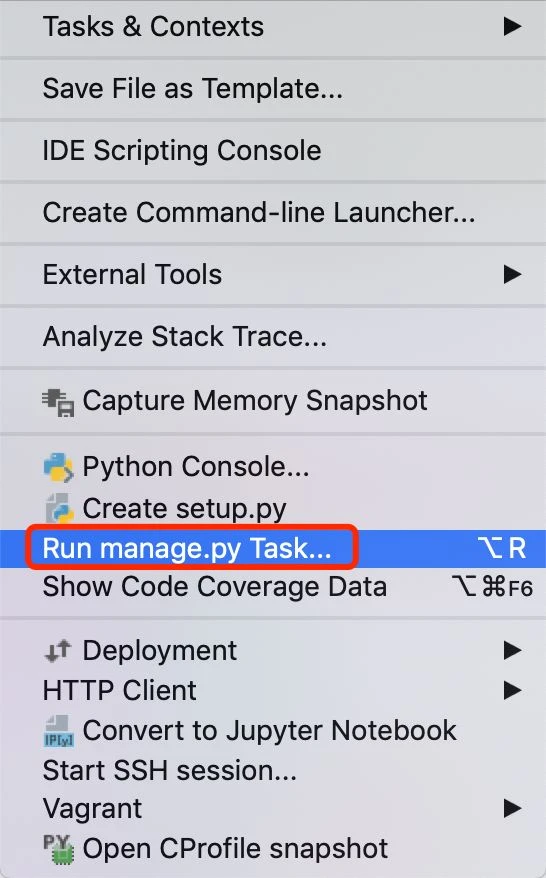 Tasks & Contexts
Save File as Template...
IDE Scripting Console
Create Command-line Launcher...
External Tools
Analyze Stack Trace...
Capture Memory Snapshot
Python Console...
Create setup.py
Run manage.py Task... ⌥R
Show Code Coverage Data ⌥⌘F6
Deployment
HTTP Client
IP[y] Convert to Jupyter Notebook
Start SSH session...
Vagrant
PY Open CProfile snapshot